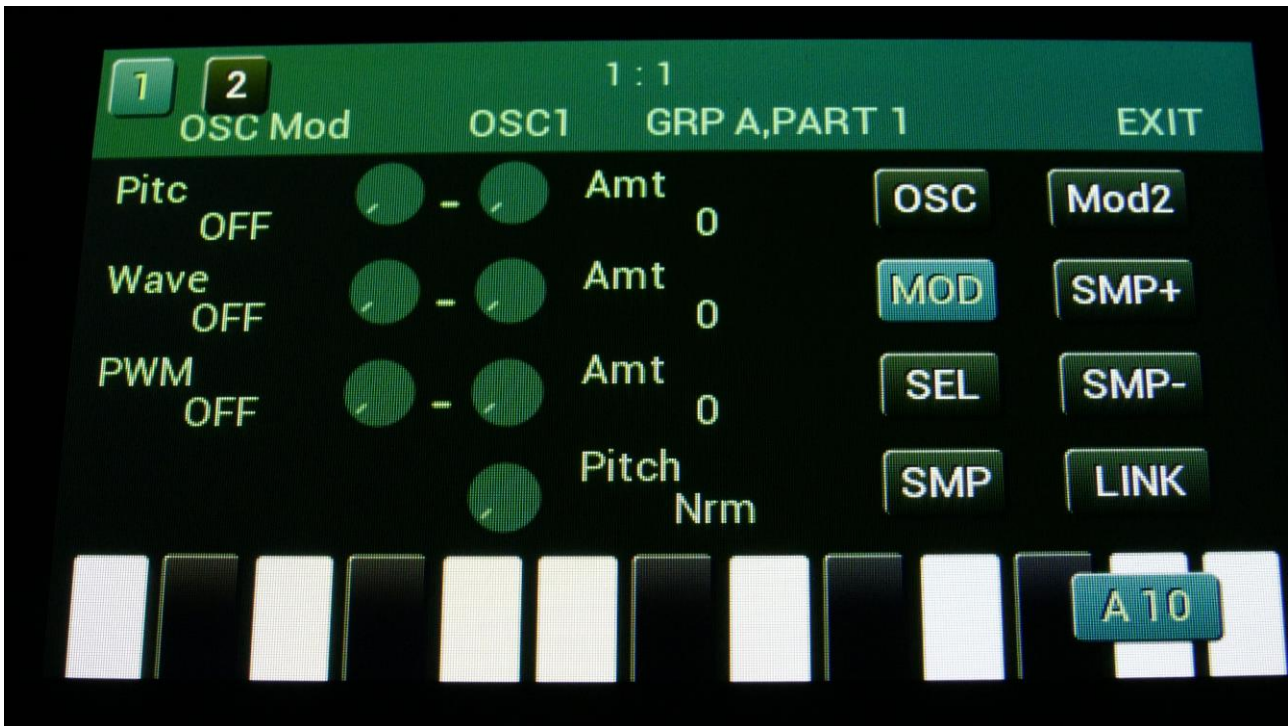 1 2 1 : 1
OSC Mod OSC1 GRP A,PART 1 EXIT
Pitc Amt OSC Mod2
OFF - 0
Wave Amt MOD SMP+
OFF - 0
PWM Amt SEL SMP-
OFF - 0
Pitch SMP LINK
Nrm
A 10